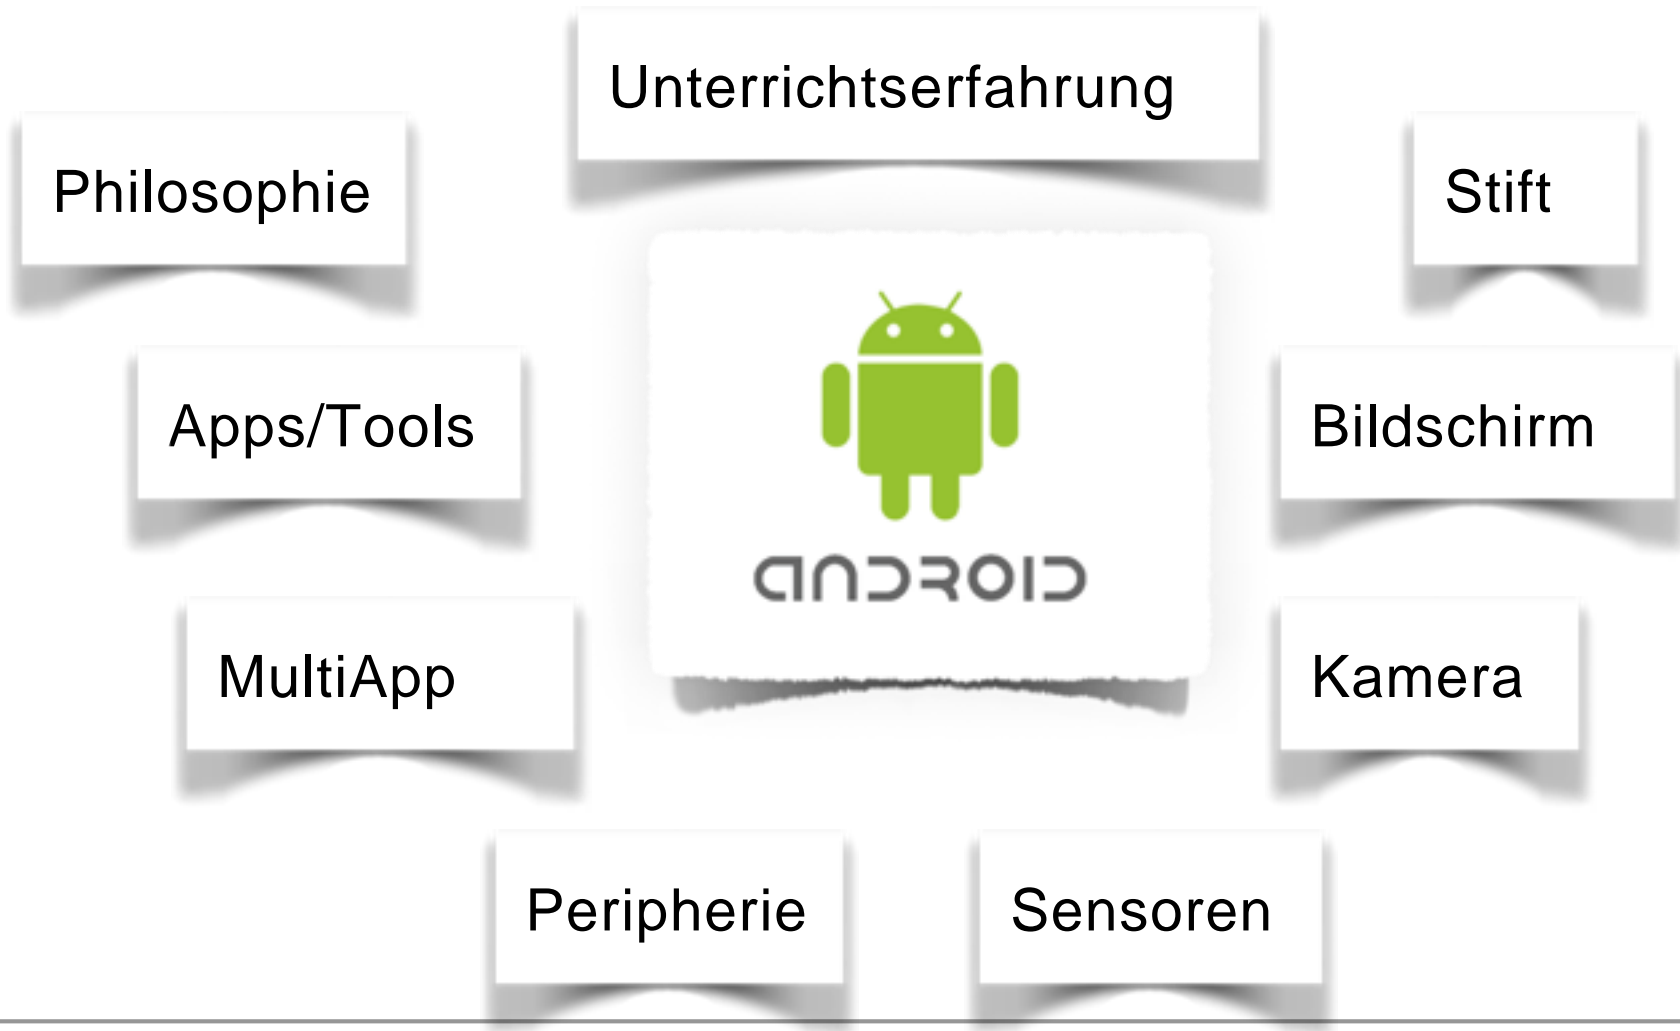 Unterrichtserfahrung
Philosophie
Stift
Apps/Tools
Bildschirm
ANDROID
MultiApp
Kamera
Peripherie
Sensoren